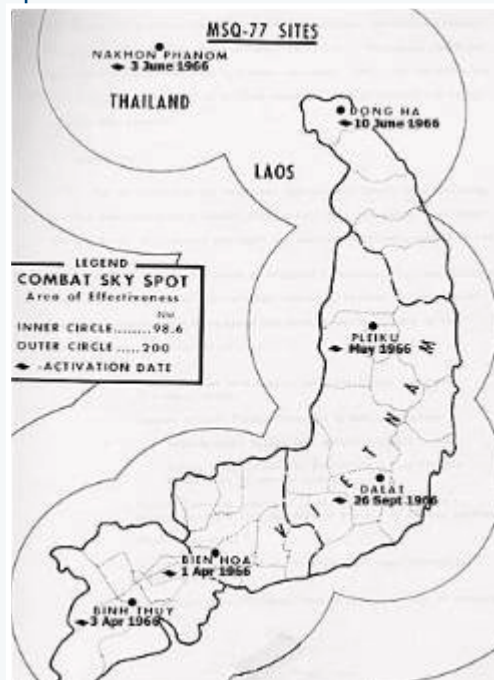 MSQ-77 SITES
NAKHON PHANOM
3 June 1966
THAILAND
DONG HA
10 June 1966
LAOS
LEGEND
COMBAT SKY SPOT
Area of Effectiveness
NM
INNER CIRCLE........98.6
OUTER CIRCLE .....200
-ACTIVATION DATE
PLEIKU
May 1966
VIETNAM
DALAT
26 Sept 1966
BIEN HOA
1 Apr 1966
BINH THUY
3 Apr 1966